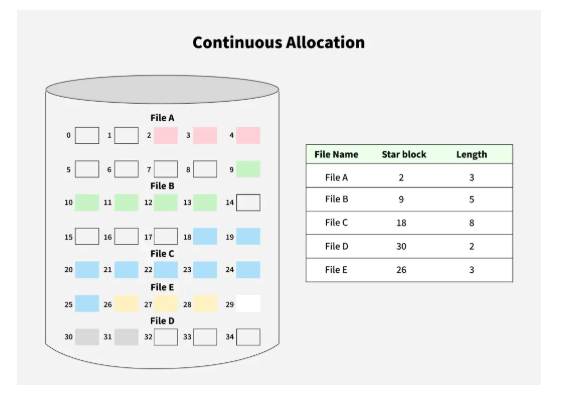 Continuous Allocation
File A
0 1 2 3 4
5 6 7 8 9
File B
10 11 12 13 14
15 16 17 18 19
File C
20 21 22 23 24
File E
25 26 27 28 29
File D
30 31 32 33 34
File Name Star block Length
File A 2 3
File B 9 5
File C 18 8
File D 30 2
File E 26 3